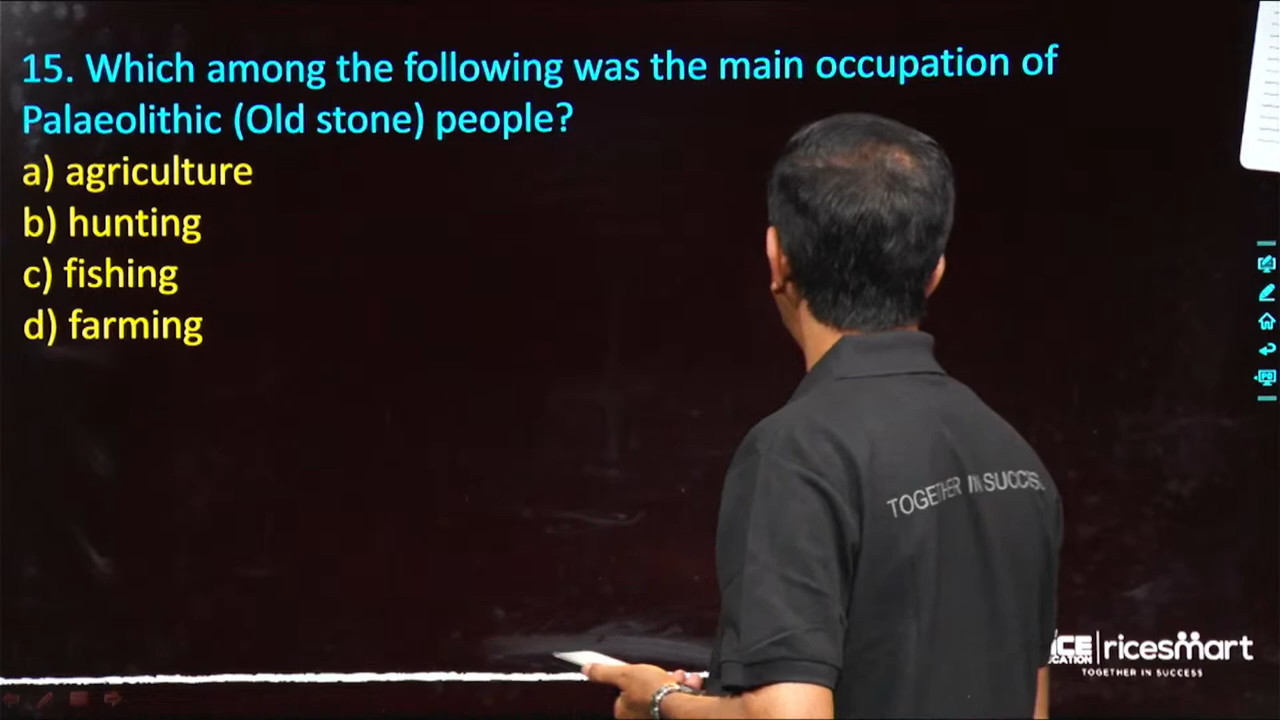 15. Which among the following was the main occupation of
Palaeolithic (Old stone) people?
a) agriculture
b) hunting
c) fishing
d) farming
TOGETHER IN SUCCES
ricesmart
TOGETHER IN SUCCESS